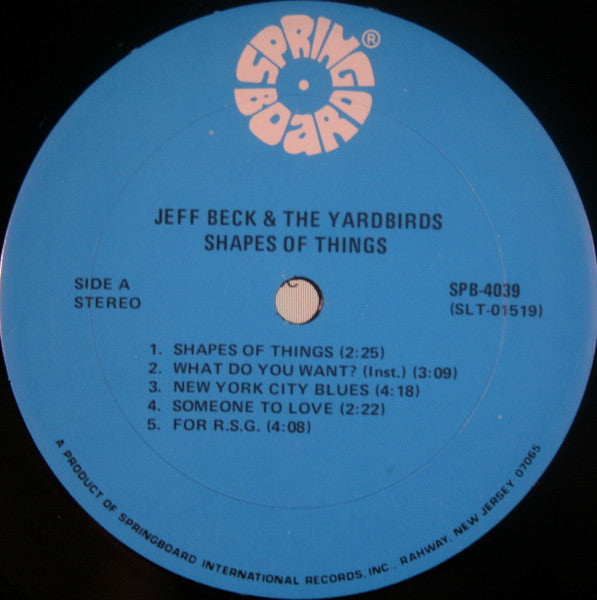 SPRING
BOARD
®
JEFF BECK & THE YARDBIRDS
SHAPES OF THINGS
SIDE A
STEREO
SPB-4039
(SLT-01519)
1. SHAPES OF THINGS (2:25)
2. WHAT DO YOU WANT? (Inst.) (3:09)
3. NEW YORK CITY BLUES (4:18)
4. SOMEONE TO LOVE (2:22)
5. FOR R.S.G. (4:08)
A PRODUCT OF SPRINGBOARD INTERNATIONAL RECORDS, INC., RAHWAY, NEW JERSEY 07065